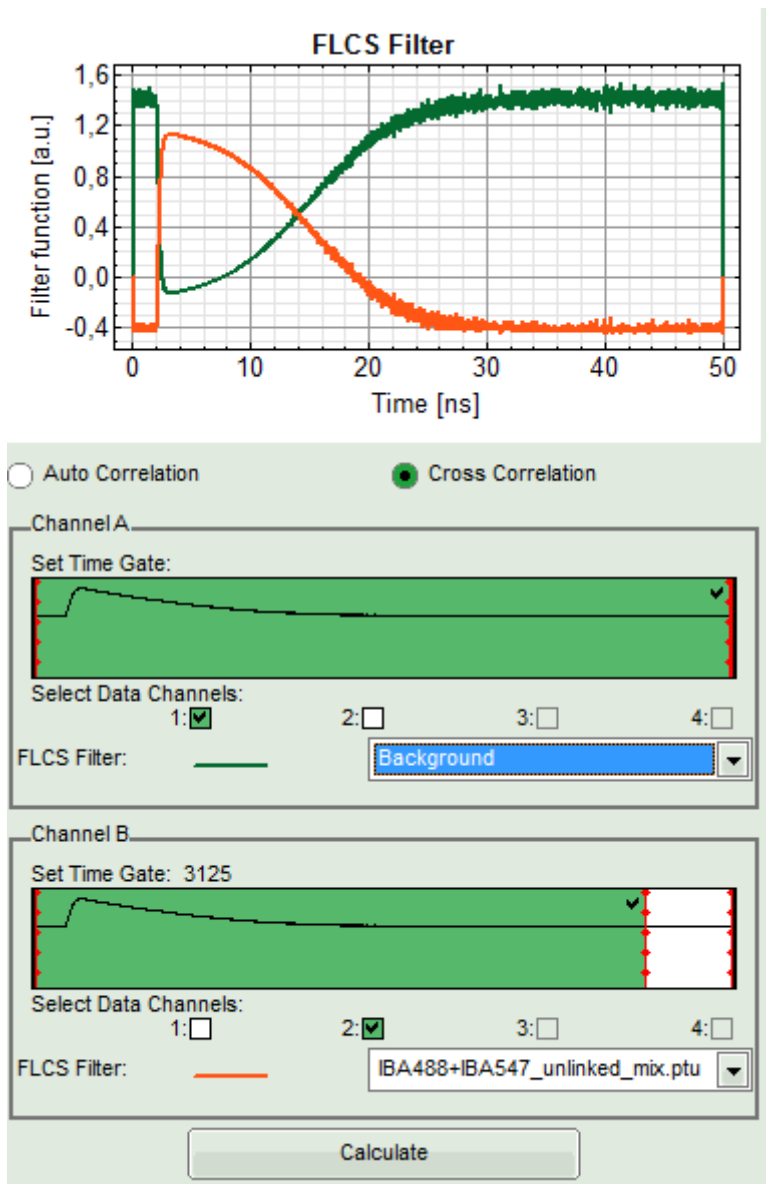 FLCS Filter
1,6
1,2
0,8
0,4
0,0
-0,4
Filter function [a.u.]
0 10 20 30 40 50
Time [ns]
Auto Correlation Cross Correlation
Channel A
Set Time Gate:
Select Data Channels:
1: 2: 3: 4:
FLCS Filter: Background
Channel B
Set Time Gate: 3125
Select Data Channels:
1: 2: 3: 4:
FLCS Filter: IBA488+IBA547_unlinked_mix.ptu
Calculate